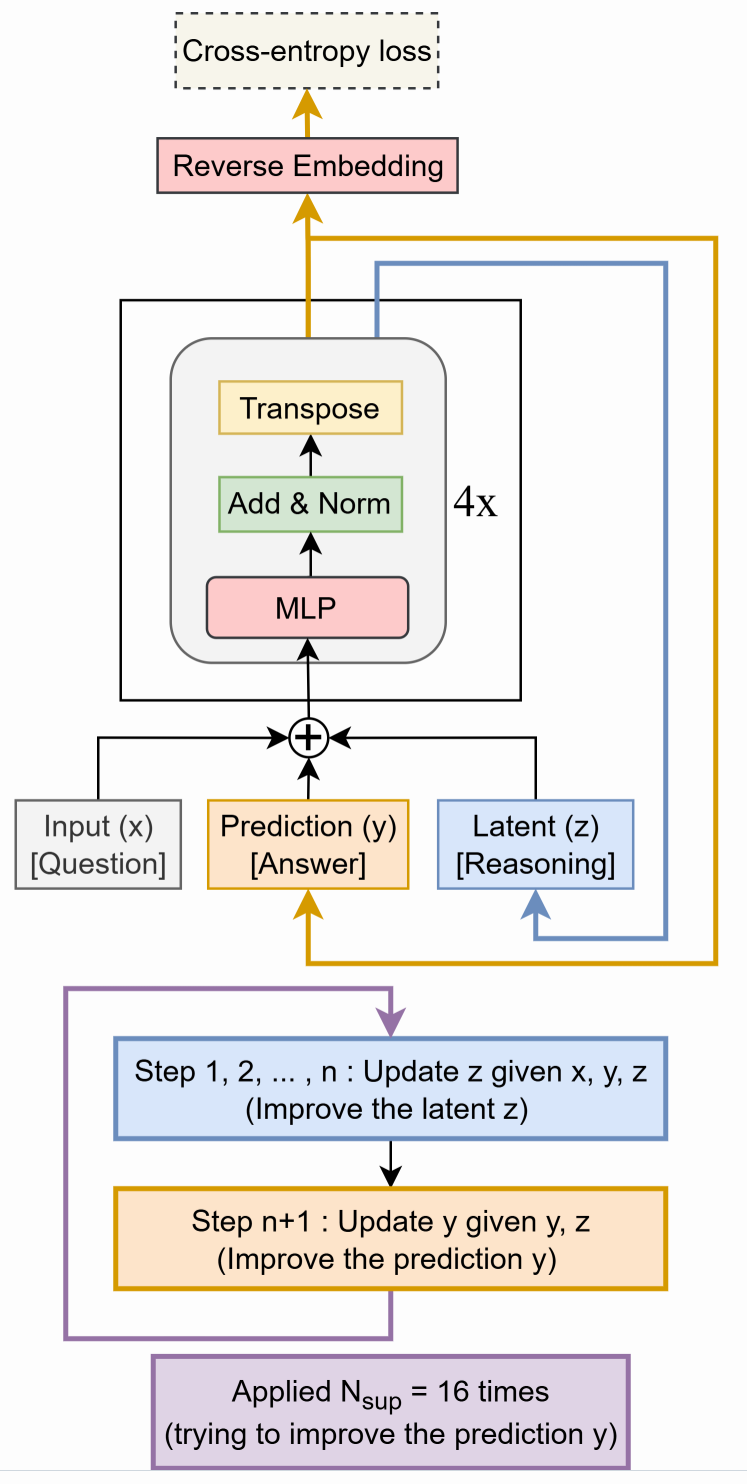 Cross-entropy loss
Reverse Embedding
Transpose
Add & Norm
4x
MLP
Input (x)
[Question]
Prediction (y)
[Answer]
Latent (z)
[Reasoning]
Step 1, 2, ... , n : Update z given x, y, z
(Improve the latent z)
Step n+1 : Update y given y, z
(Improve the prediction y)
Applied Nsup = 16 times
(trying to improve the prediction y)